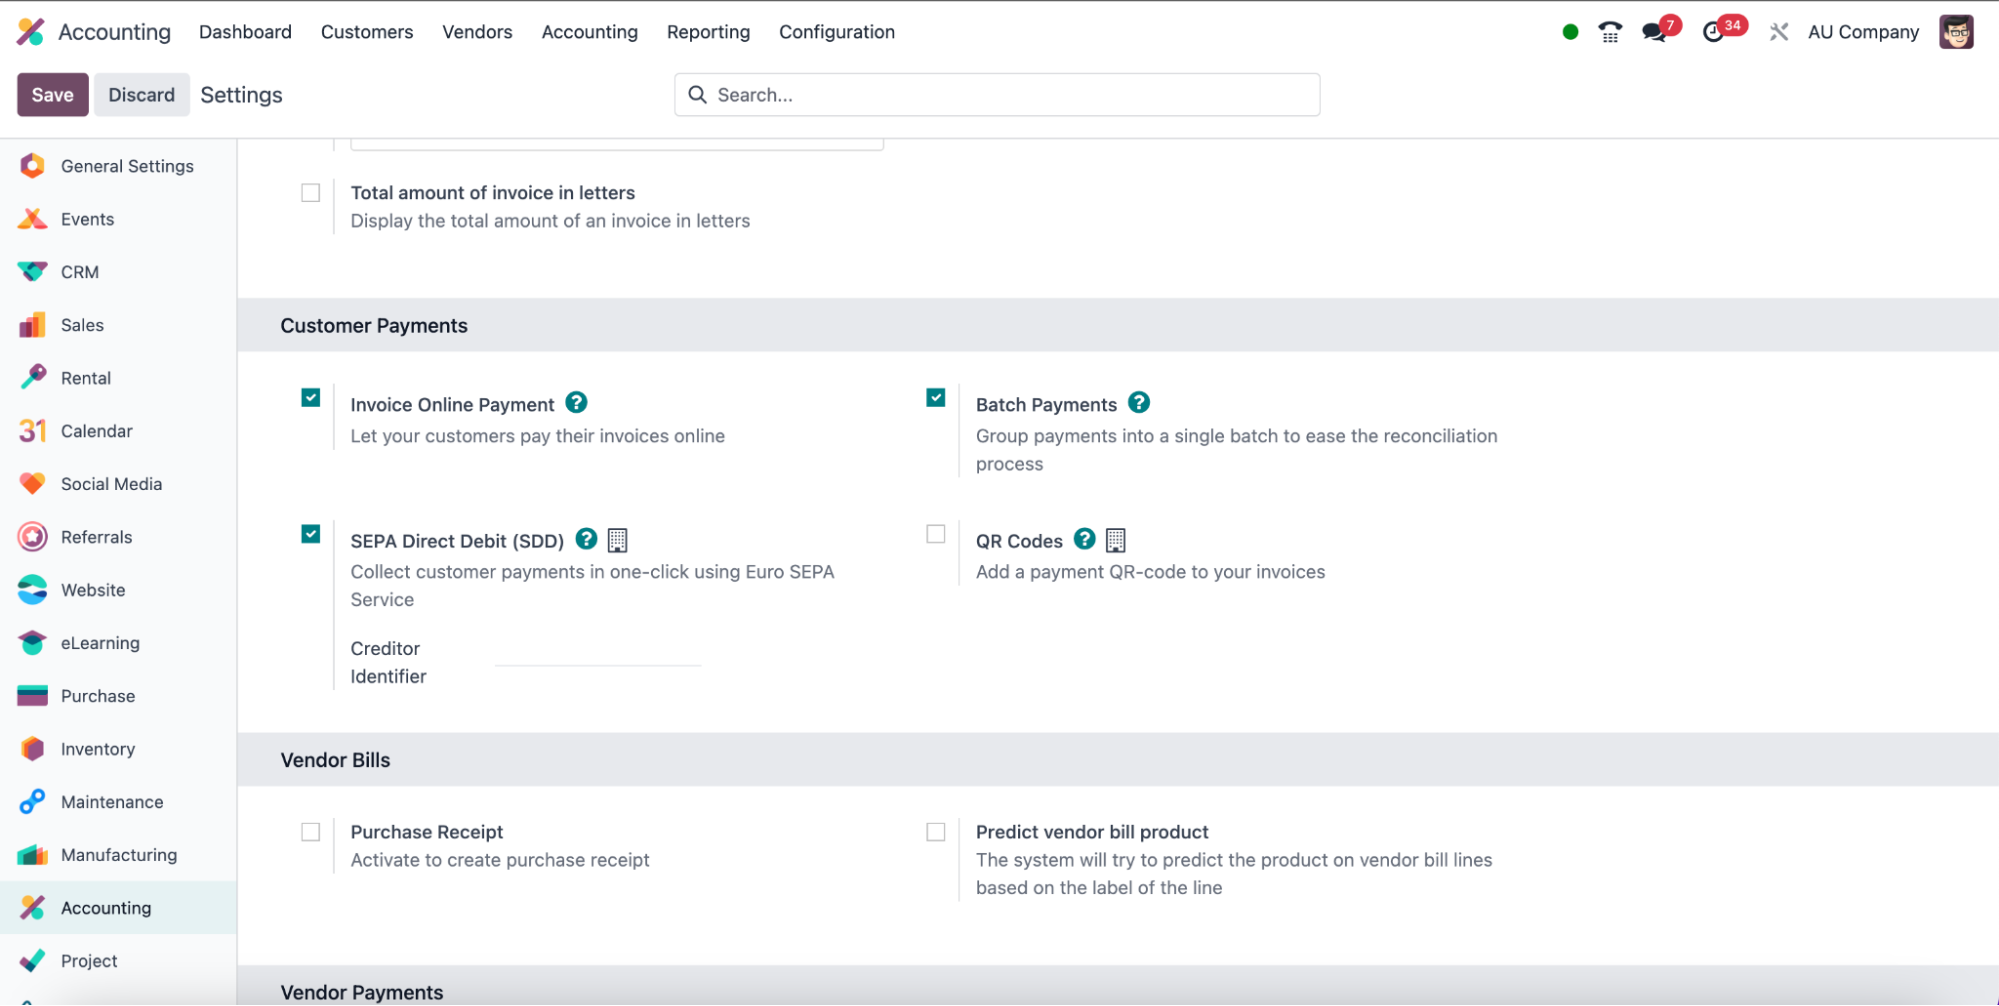 Accounting Dashboard Customers Vendors Accounting Reporting Configuration 7 34 AU Company
Save Discard Settings Search...
General Settings
Events
CRM
Sales
Rental
31 Calendar
Social Media
Referrals
Website
eLearning
Purchase
Inventory
Maintenance
Manufacturing
Accounting
Project
Total amount of invoice in letters
Display the total amount of an invoice in letters
Customer Payments
Invoice Online Payment ?
Let your customers pay their invoices online
Batch Payments ?
Group payments into a single batch to ease the reconciliation
process
SEPA Direct Debit (SDD) ?
Collect customer payments in one-click using Euro SEPA
Service
Creditor
Identifier
QR Codes ?
Add a payment QR-code to your invoices
Vendor Bills
Purchase Receipt
Activate to create purchase receipt
Predict vendor bill product
The system will try to predict the product on vendor bill lines
based on the label of the line
Vendor Payments